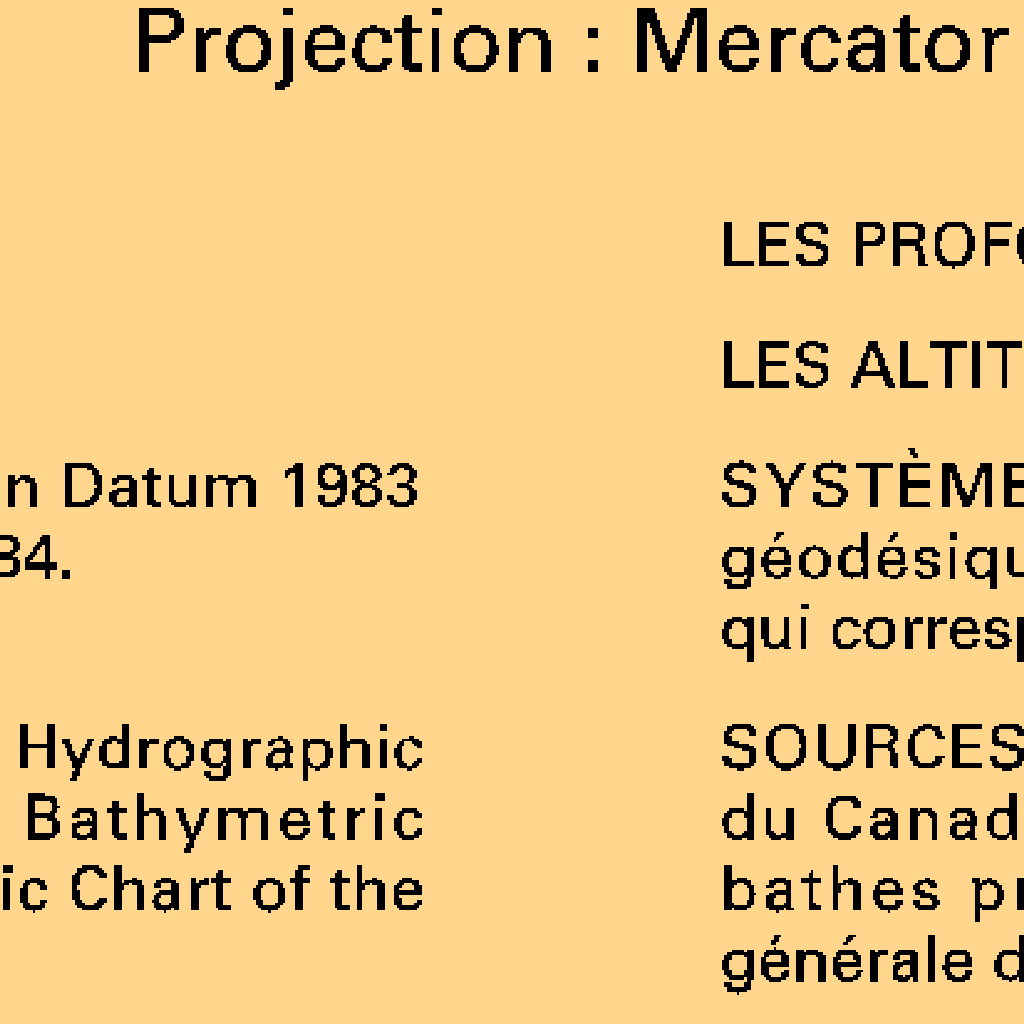 Projection : Mercator
n Datum 1983
84.
Hydrographic
Bathymetric
ic Chart of the
LES PROFO
LES ALTIT
SYSTÈME
géodésiqu
qui corresp
SOURCES
du Canad
bathes pr
générale d